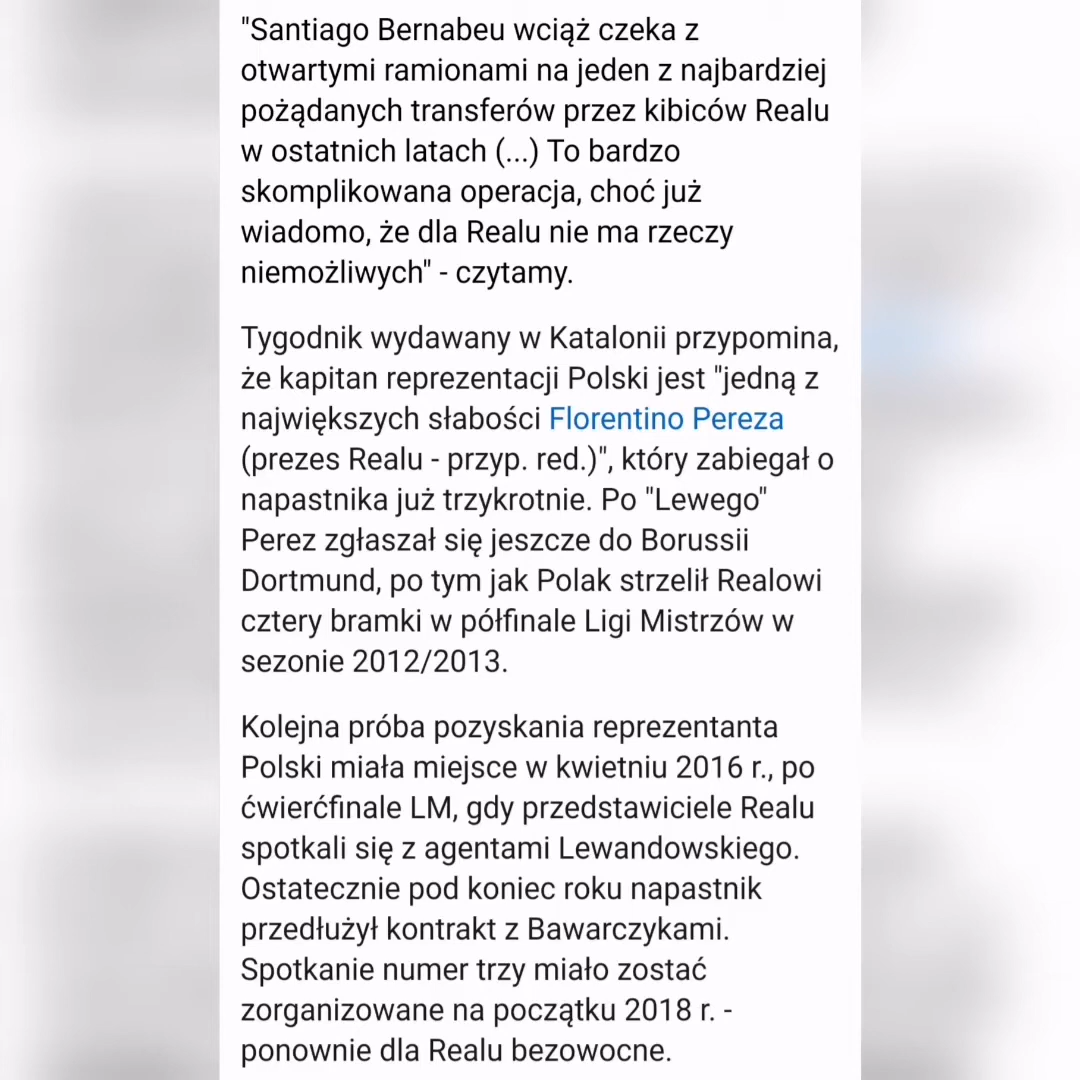 "Santiago Bernabeu wciąż czeka z
otwartymi ramionami na jeden z najbardziej
pożądanych transferów przez kibiców Realu
w ostatnich latach (...) To bardzo
skomplikowana operacja, choć już
wiadomo, że dla Realu nie ma rzeczy
niemożliwych" - czytamy.
Tygodnik wydawany w Katalonii przypomina,
że kapitan reprezentacji Polski jest "jedną z
największych słabości Florentino Pereza
(prezes Realu - przyp. red.)", który zabiegał o
napastnika już trzykrotnie. Po "Lewego"
Perez zgłaszał się jeszcze do Borussii
Dortmund, po tym jak Polak strzelił Realowi
cztery bramki w półfinale Ligi Mistrzów w
sezonie 2012/2013.
Kolejna próba pozyskania reprezentanta
Polski miała miejsce w kwietniu 2016 r., po
ćwierćfinale LM, gdy przedstawiciele Realu
spotkali się z agentami Lewandowskiego.
Ostatecznie pod koniec roku napastnik
przedłużył kontrakt z Bawarczykami.
Spotkanie numer trzy miało zostać
zorganizowane na początku 2018 r. -
ponownie dla Realu bezowocne.